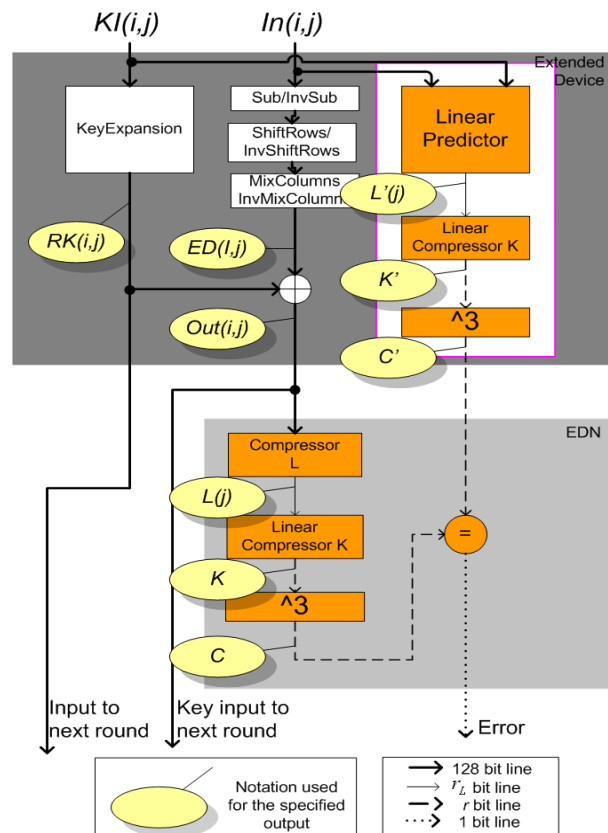 KI(i,j)
In(i,j)
Extended
Device
KeyExpansion
Sub/InvSub
ShiftRows/
InvShiftRows
MixColumns
InvMixColumn
Linear
Predictor
L'(j)
Linear
Compressor K
RK(i,j)
ED(I,j)
K'
Out(i,j)
^3
C'
EDN
Compressor
L
L(j)
Linear
Compressor K
=
K
^3
C
Input to
next round
Key input to
next round
Error
Notation used
for the specified
output
128 bit line
r_L bit line
r bit line
1 bit line